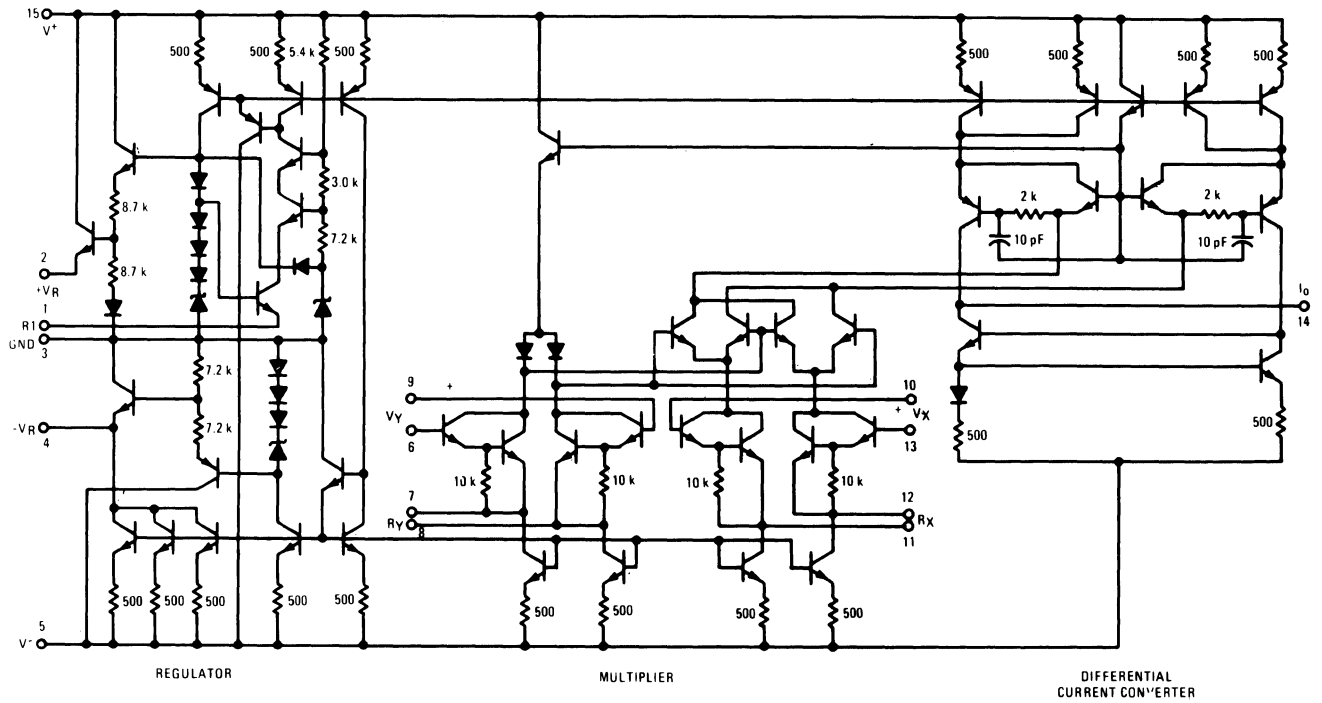 15
V+
500
500
5.4 k
500
500
500
500
500
8.7 k
3.0 k
7.2 k
8.7 k
2
+VR
1
R1
GND
3
2 k
2 k
10 pF
10 pF
Io
14
7.2 k
7.2 k
-VR
4
9
+
VY
6
10
+
VX
13
500
500
10 k
10 k
10 k
10 k
7
RY
8
12
RX
11
500
500
500
500
500
500
500
500
500
5
V-
REGULATOR
MULTIPLIER
DIFFERENTIAL
CURRENT CONVERTER